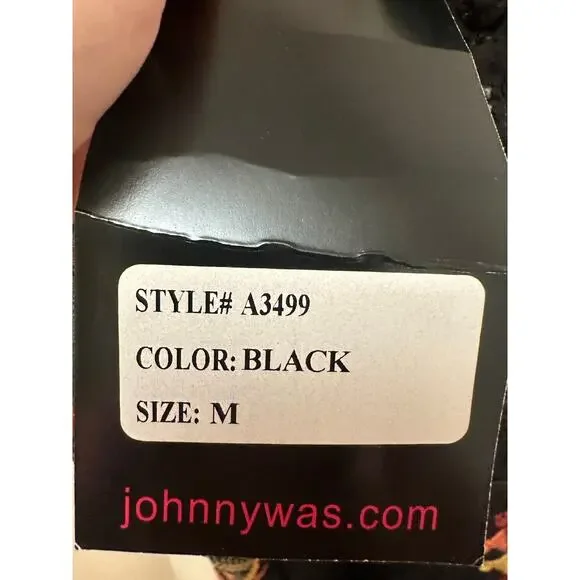 STYLE# A3499
COLOR: BLACK
SIZE: M
johnnywas.com